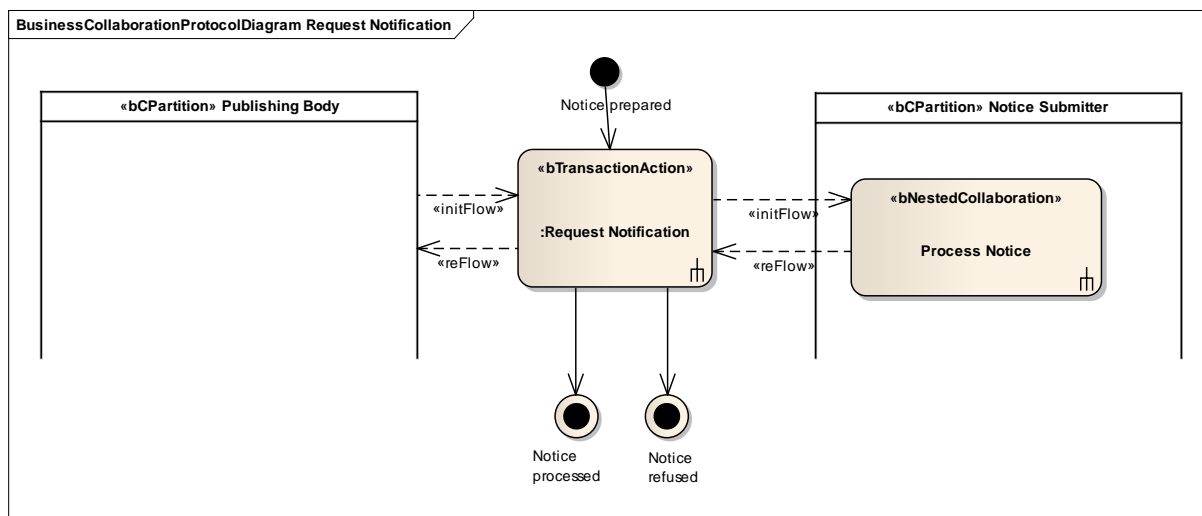 BusinessCollaborationProtocolDiagram Request Notification
«bCPartition» Publishing Body
Notice prepared
«bCPartition» Notice Submitter
«bTransactionAction»
:Request Notification
«initFlow»
«reFlow»
«initFlow»
«reFlow»
«bNestedCollaboration»
Process Notice
Notice
processed
Notice
refused